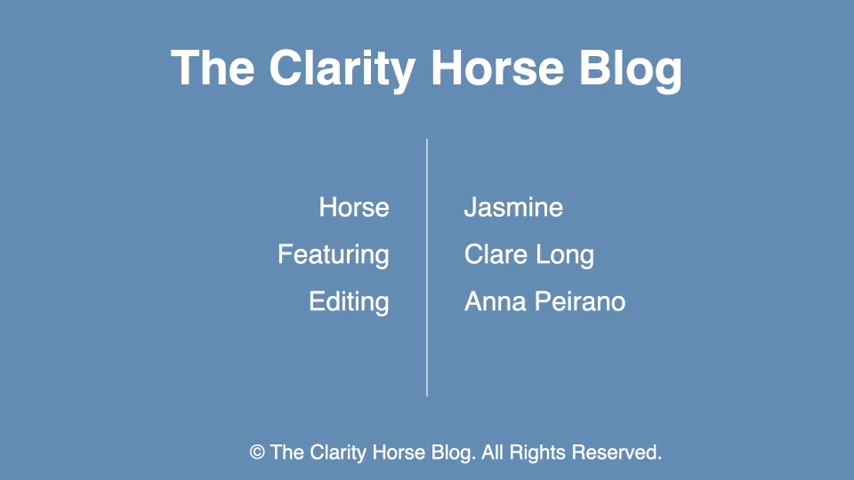 The Clarity Horse Blog
Horse Jasmine
Featuring Clare Long
Editing Anna Peirano
© The Clarity Horse Blog. All Rights Reserved.